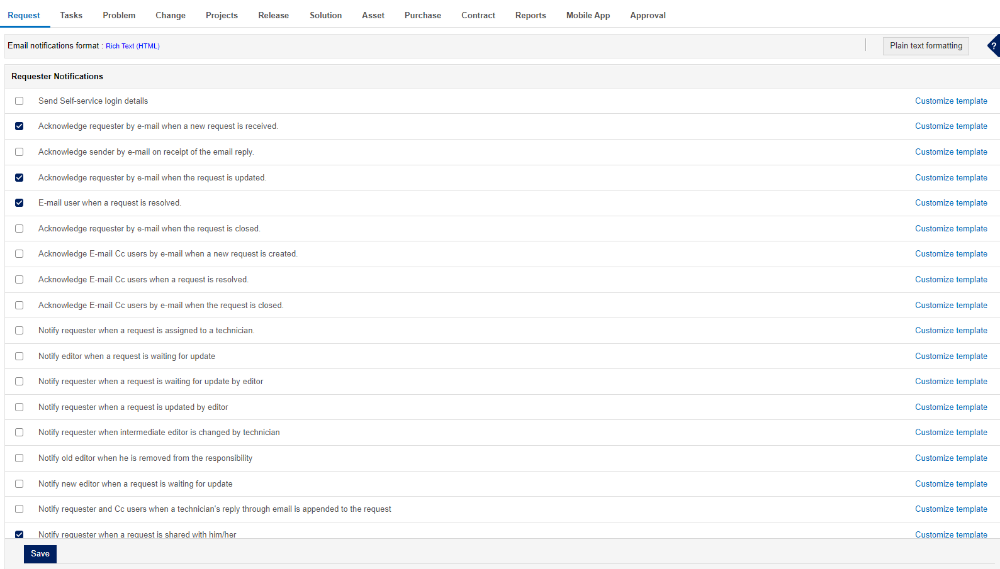 Request Tasks Problem Change Projects Release Solution Asset Purchase Contract Reports Mobile App Approval
Email notifications format : Rich Text (HTML) Plain text formatting ?
Requester Notifications
Send Self-service login details Customize template
Acknowledge requester by e-mail when a new request is received. Customize template
Acknowledge sender by e-mail on receipt of the email reply. Customize template
Acknowledge requester by e-mail when the request is updated. Customize template
E-mail user when a request is resolved. Customize template
Acknowledge requester by e-mail when the request is closed. Customize template
Acknowledge E-mail Cc users by e-mail when a new request is created. Customize template
Acknowledge E-mail Cc users when a request is resolved. Customize template
Acknowledge E-mail Cc users by e-mail when the request is closed. Customize template
Notify requester when a request is assigned to a technician. Customize template
Notify editor when a request is waiting for update Customize template
Notify requester when a request is waiting for update by editor Customize template
Notify requester when a request is updated by editor Customize template
Notify requester when intermediate editor is changed by technician Customize template
Notify old editor when he is removed from the responsibility Customize template
Notify new editor when a request is waiting for update Customize template
Notify requester and Cc users when a technician's reply through email is appended to the request Customize template
Notify requester when a request is shared with him/her Customize template
Save